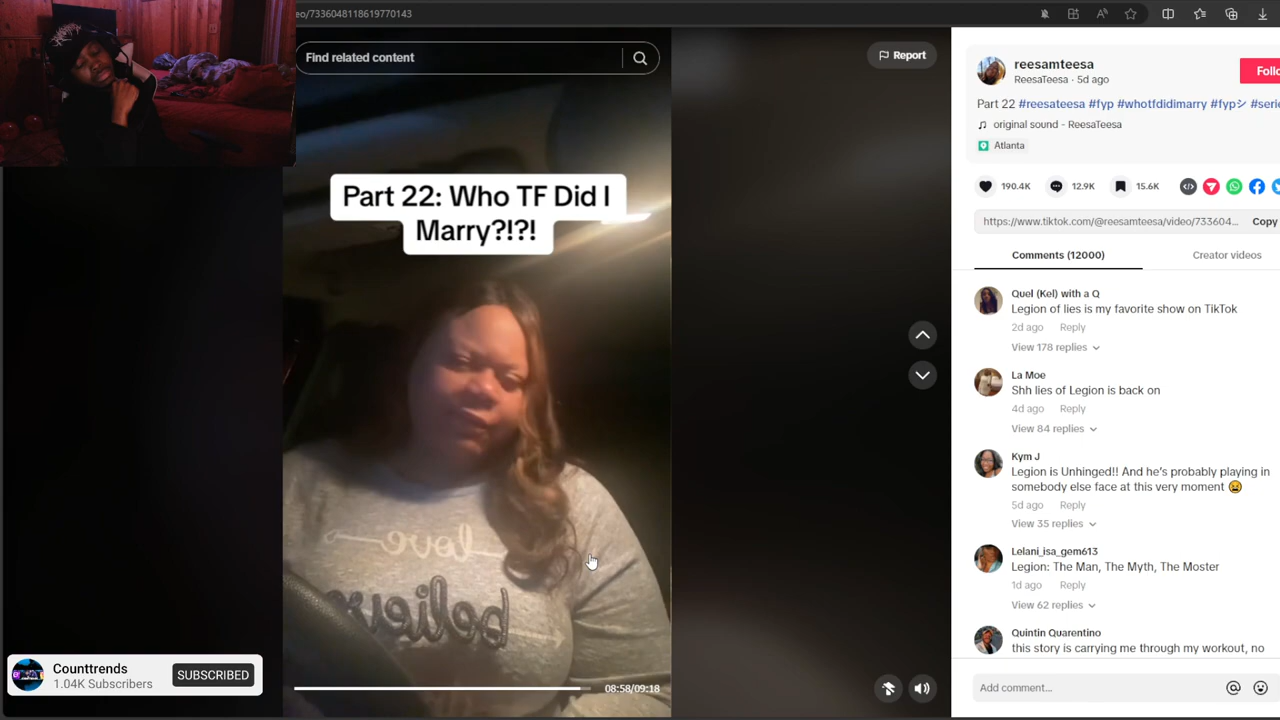 eo/7336048118619770143
Find related content
Report
Part 22: Who TF Did I
Marry?!?!
love
believe
08:58/09:18
Counttrends
1.04K Subscribers
SUBSCRIBED
reesamteesa
ReesaTeesa · 5d ago
Follo
Part 22 #reesateesa #fyp #whotfdidimarry #fypシ #serie
original sound - ReesaTeesa
Atlanta
190.4K 12.9K 15.6K
https://www.tiktok.com/@reesamteesa/video/733604... Copy
Comments (12000) Creator videos
Quel (Kel) with a Q
Legion of lies is my favorite show on TikTok
2d ago Reply
View 178 replies
La Moe
Shh lies of Legion is back on
4d ago Reply
View 84 replies
Kym J
Legion is Unhinged!! And he's probably playing in
somebody else face at this very moment 😫
5d ago Reply
View 35 replies
Lelani_isa_gem613
Legion: The Man, The Myth, The Moster
1d ago Reply
View 62 replies
Quintin Quarentino
this story is carrying me through my workout, no
Add comment...